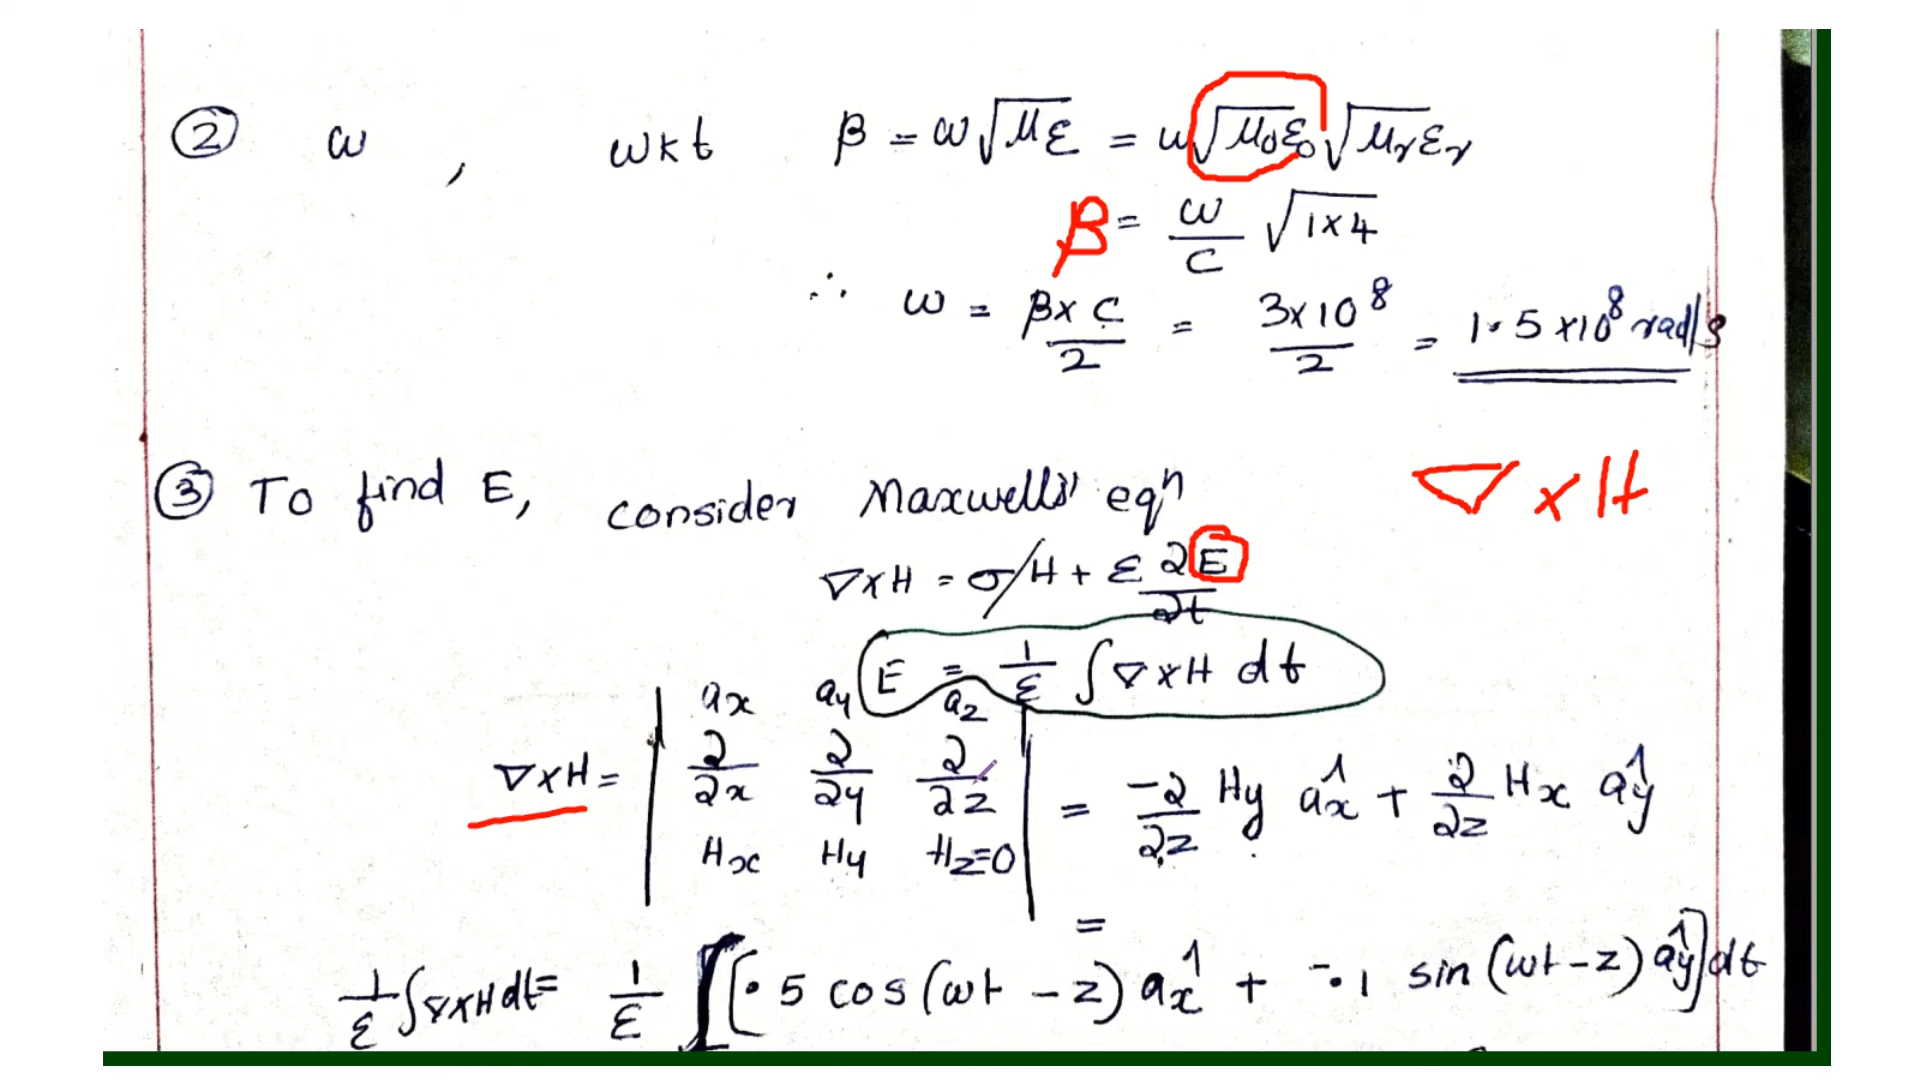 ② ω , wkt β = ω√με = ω√μ₀ε₀ √μᵣεᵣ
β = ω/c √1×4
∴ ω = β×c/2 = 3×10⁸/2 = 1.5×10⁸ rad/s
③ To find E, consider Maxwells' eqⁿ ∇×H
∇×H = σ/H + ε ∂E/∂t
E = 1/ε ∫ ∇×H dt
∇×H = | ax ay az |
| ∂/∂x ∂/∂y ∂/∂z | = -∂/∂z Hy âx + ∂/∂z Hx ây
| Hx Hy Hz=0 |
=
1/ε ∫∇×H dt = 1/ε ∫[.5 cos(ωt - z) âx + -.1 sin(ωt - z) ây] dt